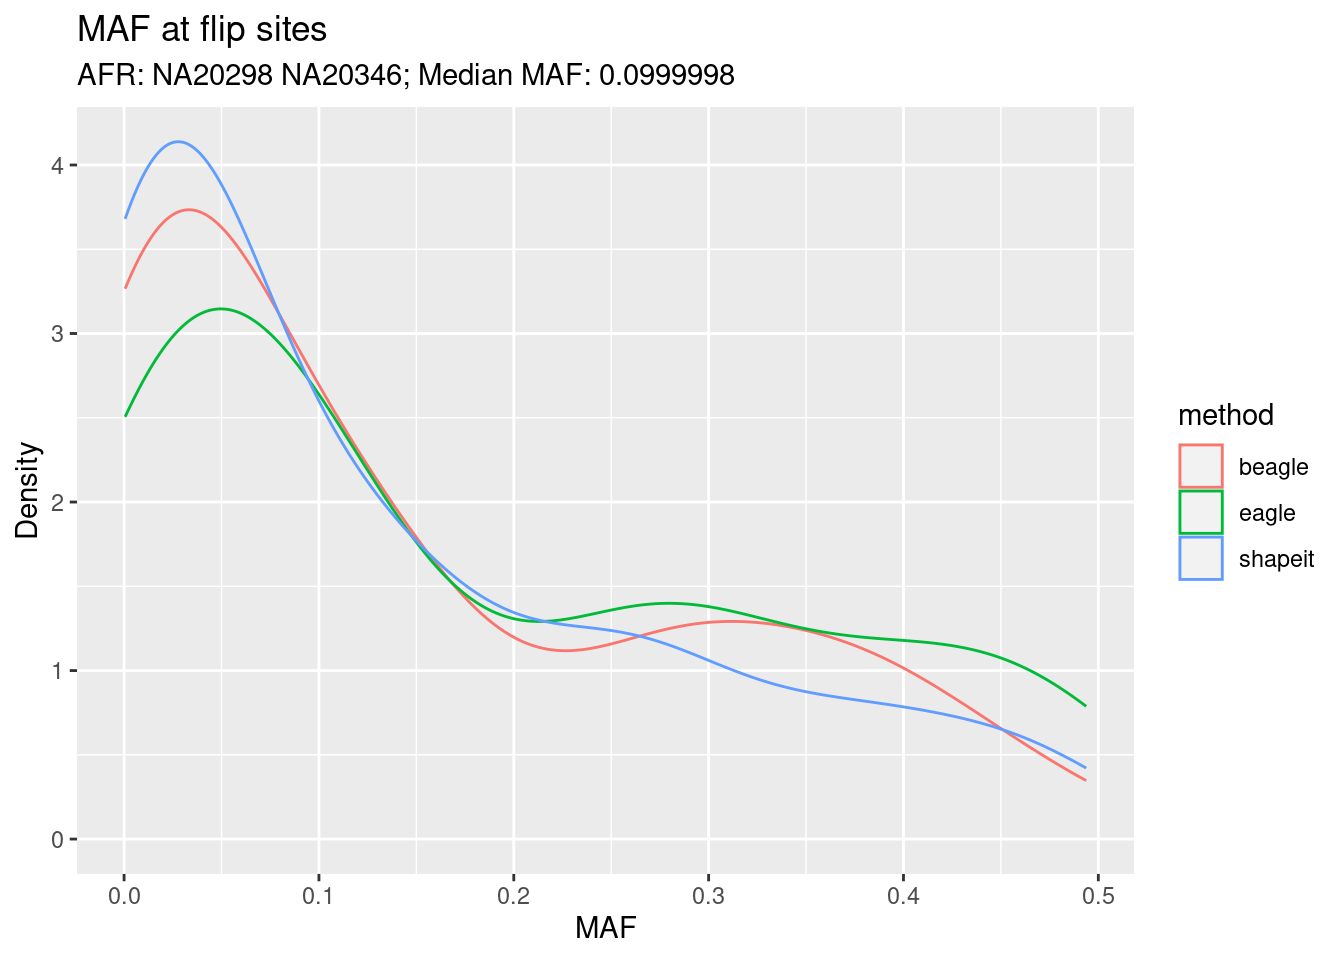 MAF at flip sites
AFR: NA20298 NA20346; Median MAF: 0.0999998
4
3
2
1
0
Density
0.0 0.1 0.2 0.3 0.4 0.5
MAF
method
beagle
eagle
shapeit